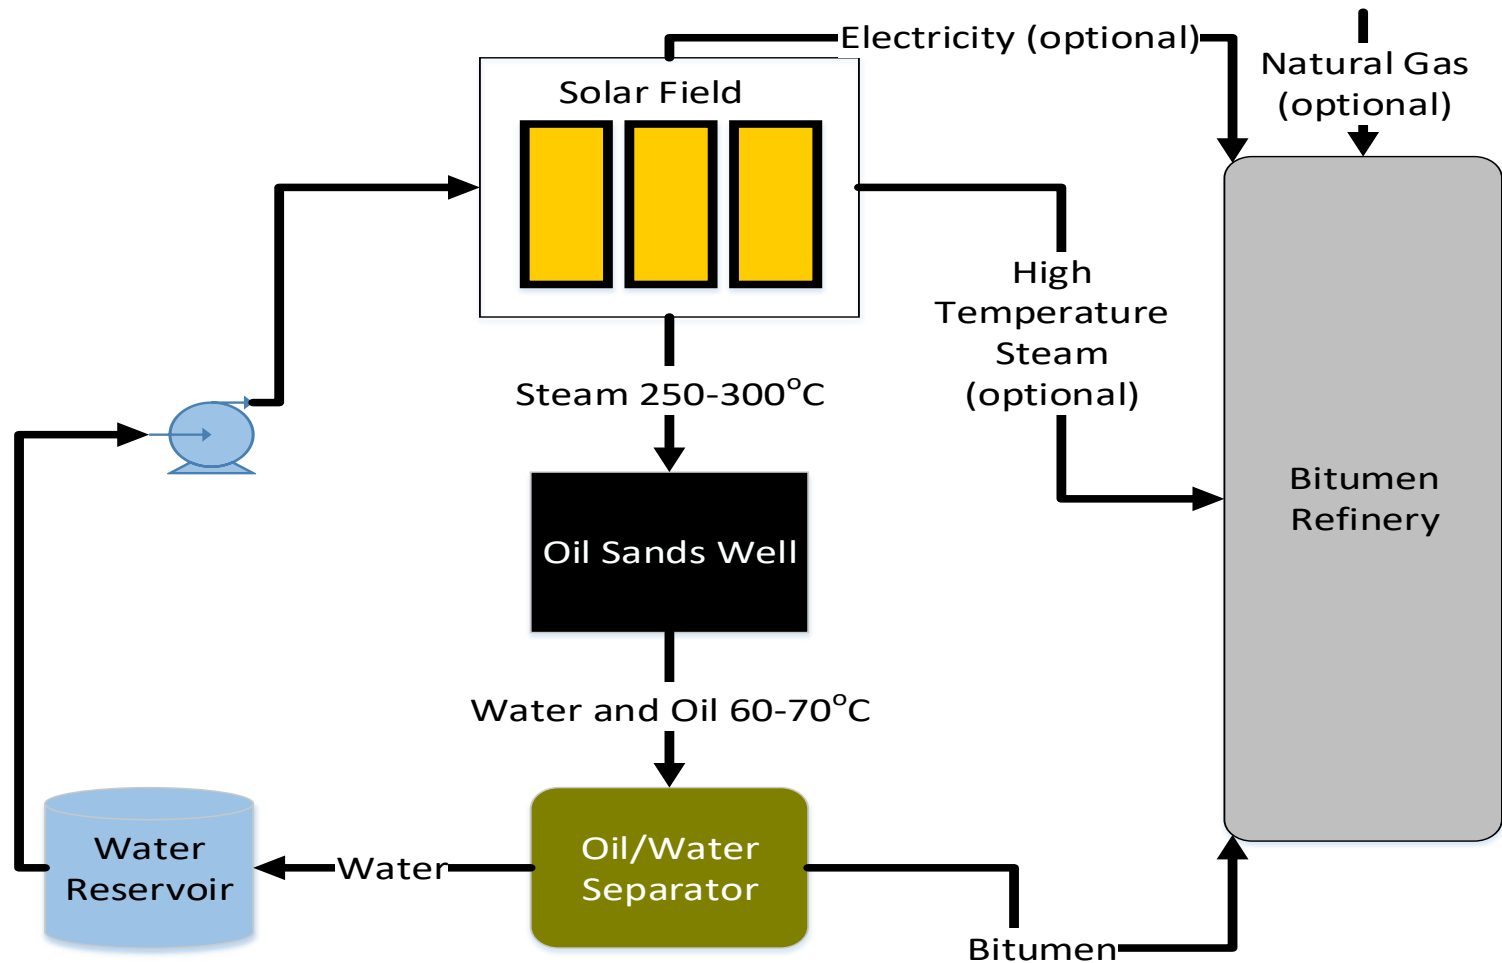 Electricity (optional)
Natural Gas
(optional)
Solar Field
High
Temperature
Steam
(optional)
Steam 250-300°C
Bitumen
Refinery
Oil Sands Well
Water and Oil 60-70°C
Water
Reservoir
Water
Oil/Water
Separator
Bitumen